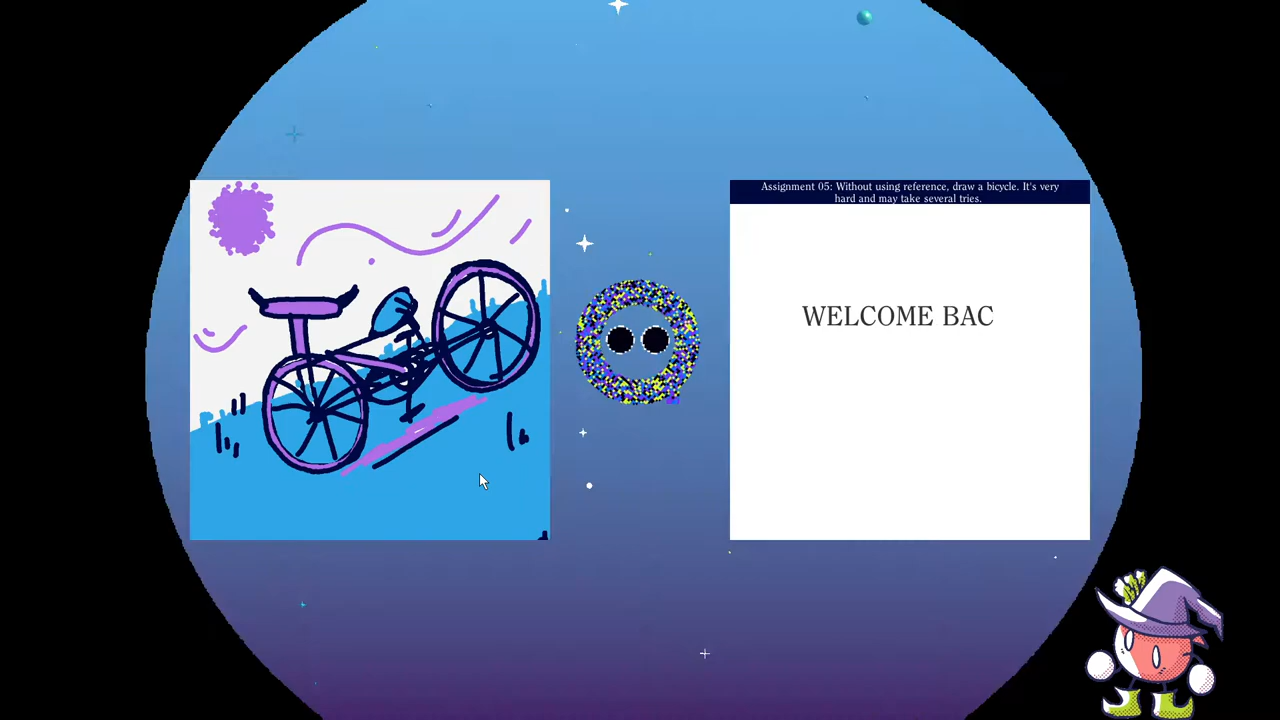 Assignment 05: Without using reference, draw a bicycle. It's very
hard and may take several tries.
WELCOME BAC